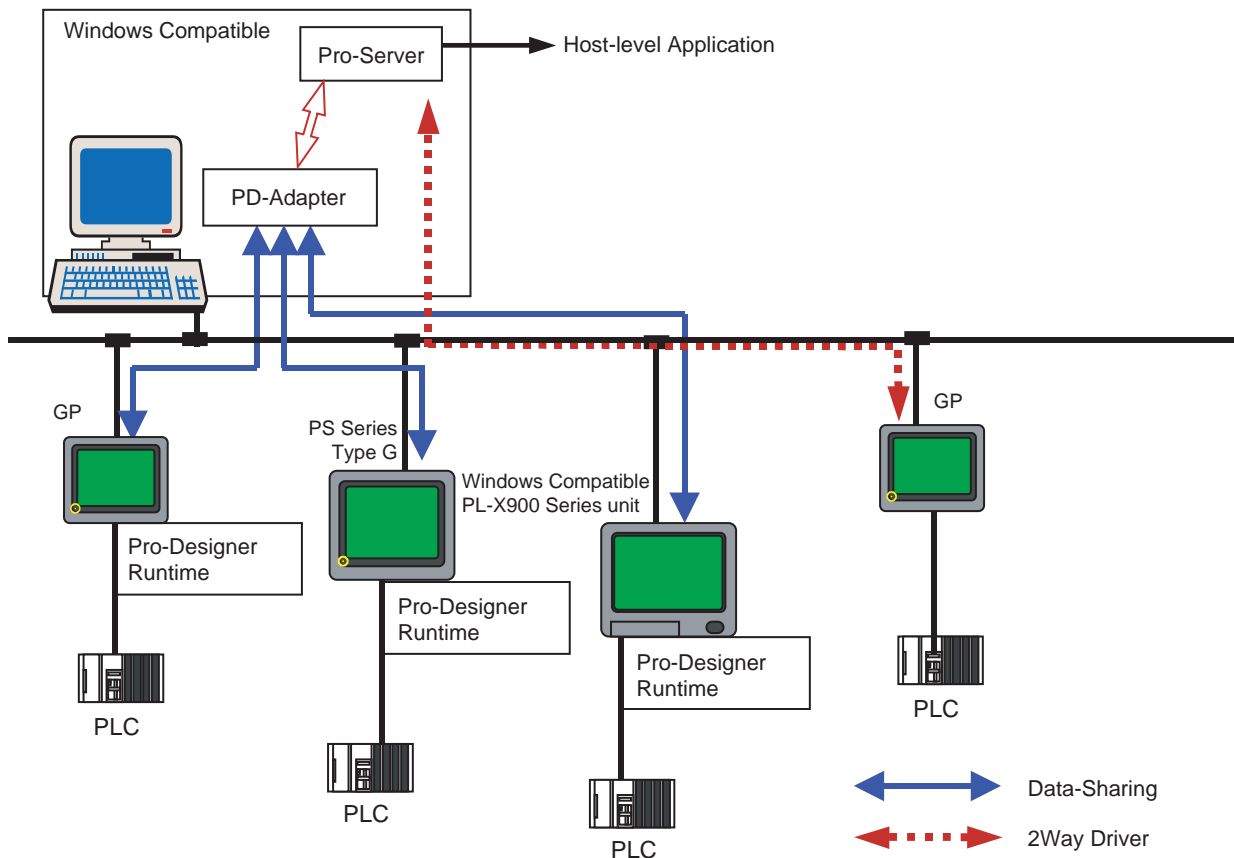 Windows Compatible
Pro-Server
Host-level Application
PD-Adapter
GP
PS Series
Type G
Windows Compatible
PL-X900 Series unit
GP
Pro-Designer
Runtime
Pro-Designer
Runtime
Pro-Designer
Runtime
PLC
PLC
PLC
PLC
Data-Sharing
2Way Driver